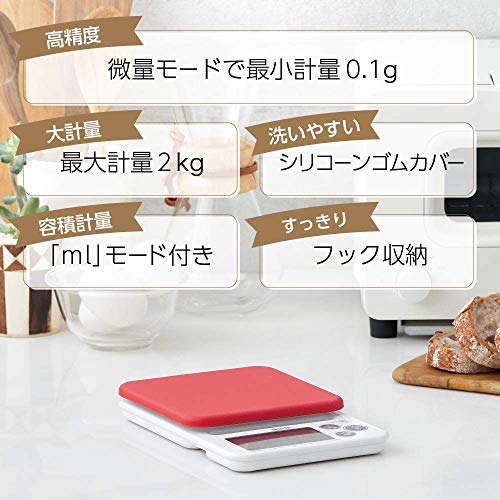 高精度
微量モードで最小計量0.1g
大計量
最大計量2kg
洗いやすい
シリコーンゴムカバー
容積計量
「ml」モード付き
すっきり
フック収納